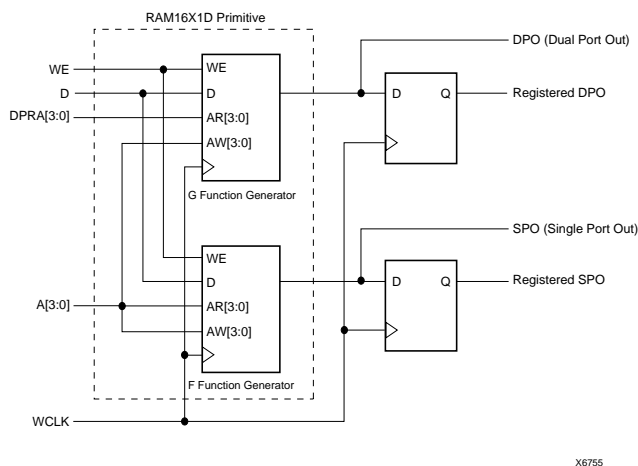 RAM16X1D Primitive
DPO (Dual Port Out)
WE
WE
D
D
D
Q
Registered DPO
DPRA[3:0]
AR[3:0]
AW[3:0]
G Function Generator
SPO (Single Port Out)
WE
D
D
Q
Registered SPO
A[3:0]
AR[3:0]
AW[3:0]
F Function Generator
WCLK
X6755